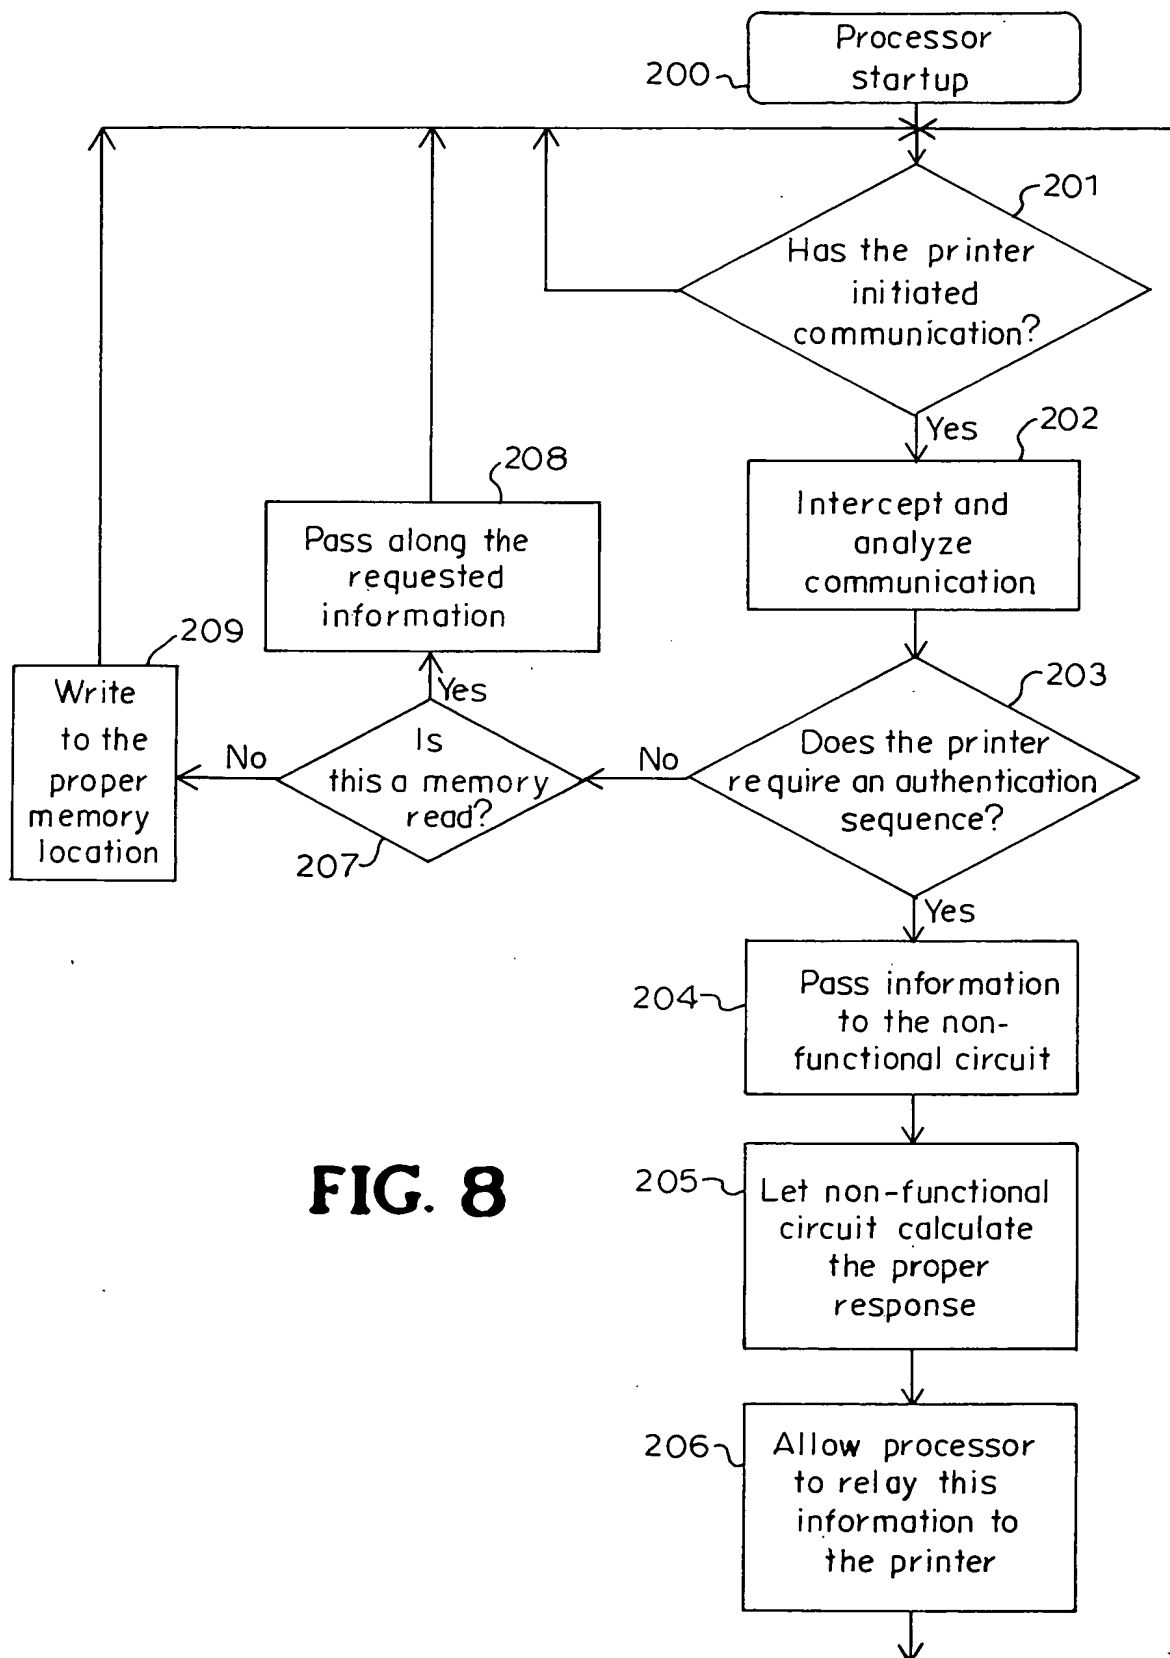 Processor
startup
200
201
Has the printer
initiated
communication?
Yes
202
Intercept and
analyze
communication
208
Pass along the
requested
information
209
Write
to the
proper
memory
location
Yes
No
Is
this a memory
read?
207
No
203
Does the printer
require an authentication
sequence?
Yes
204
Pass information
to the non-
functional circuit
FIG. 8
205
Let non-functional
circuit calculate
the proper
response
206
Allow processor
to relay this
information to
the printer